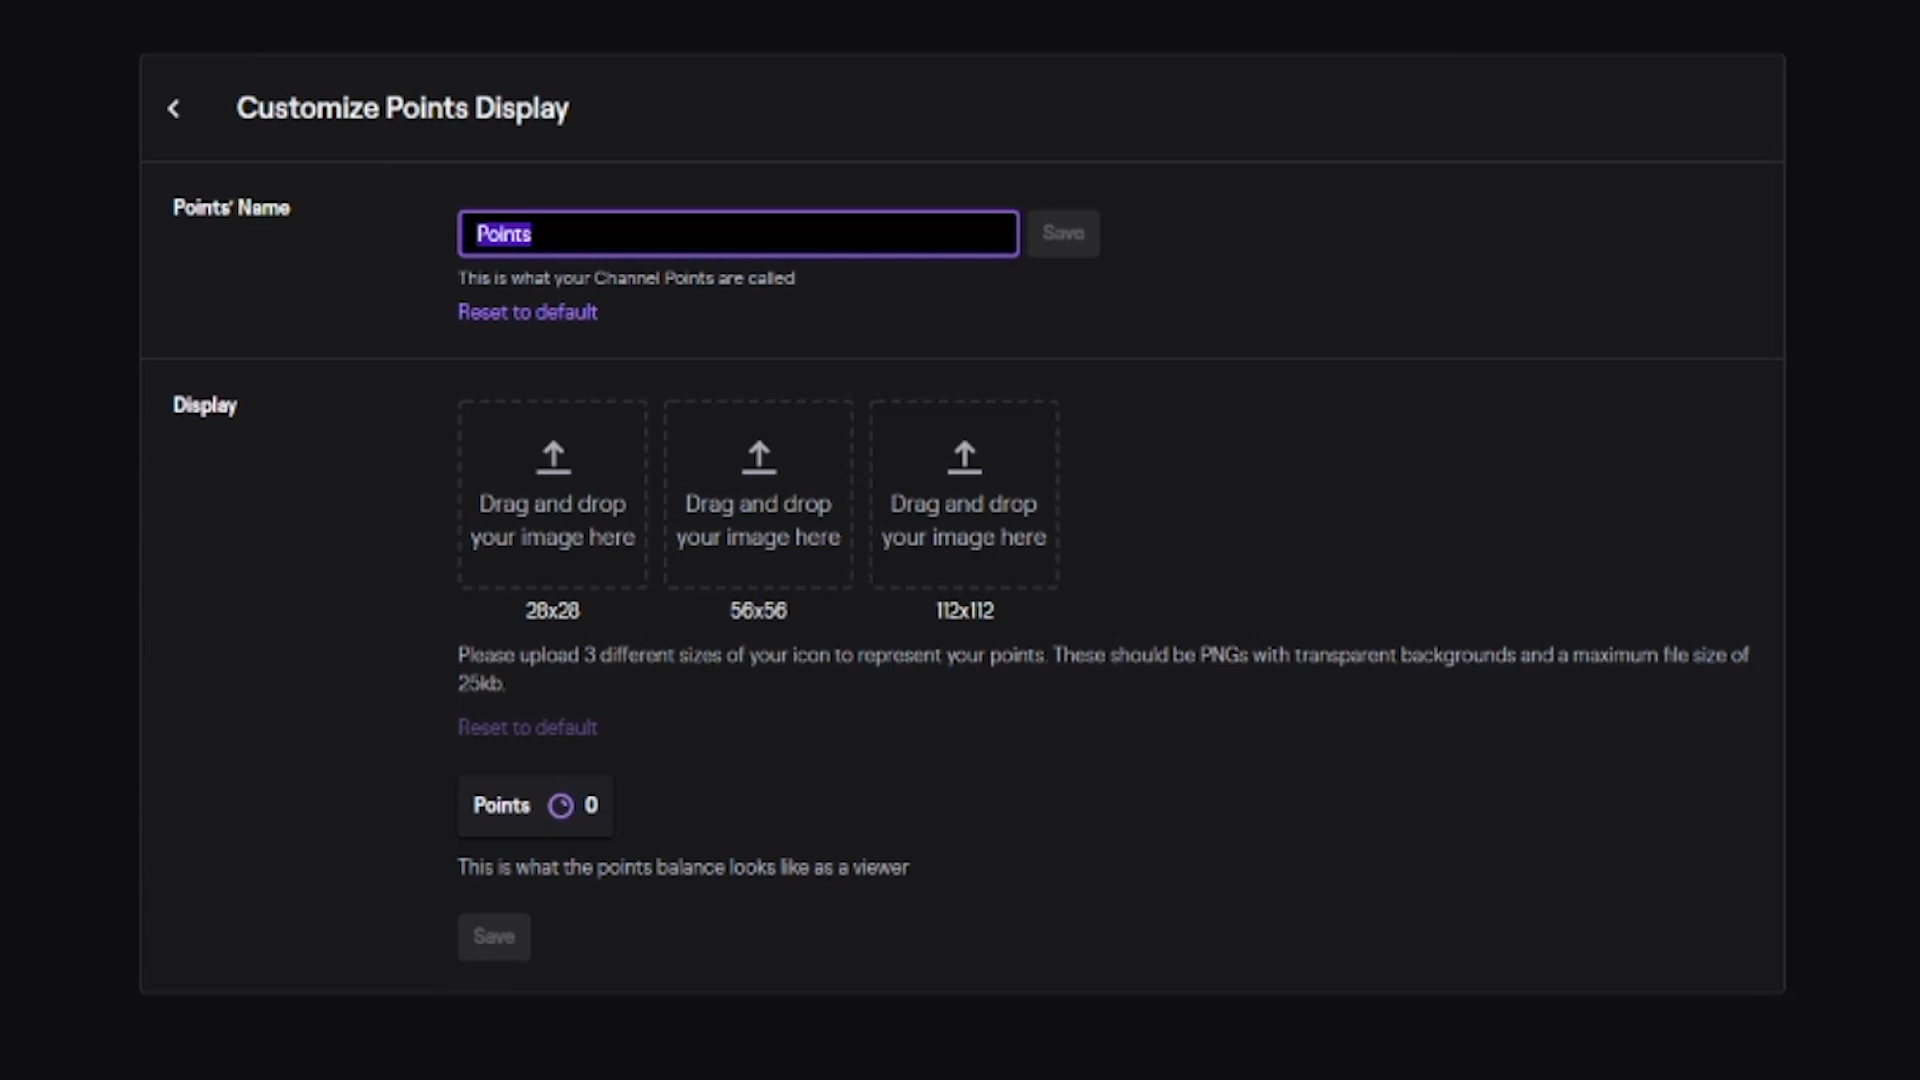 Customize Points Display
Points' Name
Points
Save
This is what your Channel Points are called
Reset to default
Display
Drag and drop
your image here
28x28
Drag and drop
your image here
56x56
Drag and drop
your image here
112x112
Please upload 3 different sizes of your icon to represent your points. These should be PNGs with transparent backgrounds and a maximum file size of
25kb.
Reset to default
Points 0
This is what the points balance looks like as a viewer
Save